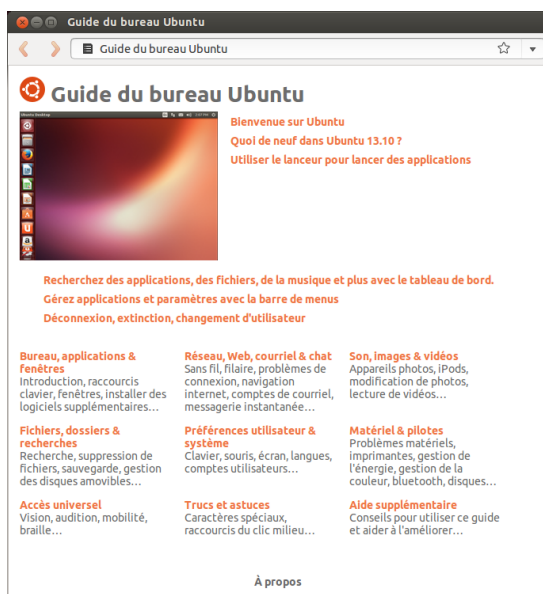 Guide du bureau Ubuntu
Guide du bureau Ubuntu
Guide du bureau Ubuntu
Bienvenue sur Ubuntu
Quoi de neuf dans Ubuntu 13.10 ?
Utiliser le lanceur pour lancer des applications
Recherchez des applications, des fichiers, de la musique et plus avec le tableau de bord.
Gérez applications et paramètres avec la barre de menus
Déconnexion, extinction, changement d'utilisateur
Bureau, applications &
fenêtres
Introduction, raccourcis
clavier, fenêtres, installer des
logiciels supplémentaires…
Réseau, Web, courriel & chat
Sans fil, filaire, problèmes de
connexion, navigation
internet, comptes de courriel,
messagerie instantanée…
Son, images & vidéos
Appareils photos, iPods,
modification de photos,
lecture de vidéos…
Fichiers, dossiers &
recherches
Recherche, suppression de
fichiers, sauvegarde, gestion
des disques amovibles…
Préférences utilisateur &
système
Clavier, souris, écran, langues,
comptes utilisateurs…
Matériel & pilotes
Problèmes matériels,
imprimantes, gestion de
l'énergie, gestion de la
couleur, bluetooth, disques…
Accès universel
Vision, audition, mobilité,
braille…
Trucs et astuces
Caractères spéciaux,
raccourcis du clic milieu…
Aide supplémentaire
Conseils pour utiliser ce guide
et aider à l'améliorer…
À propos